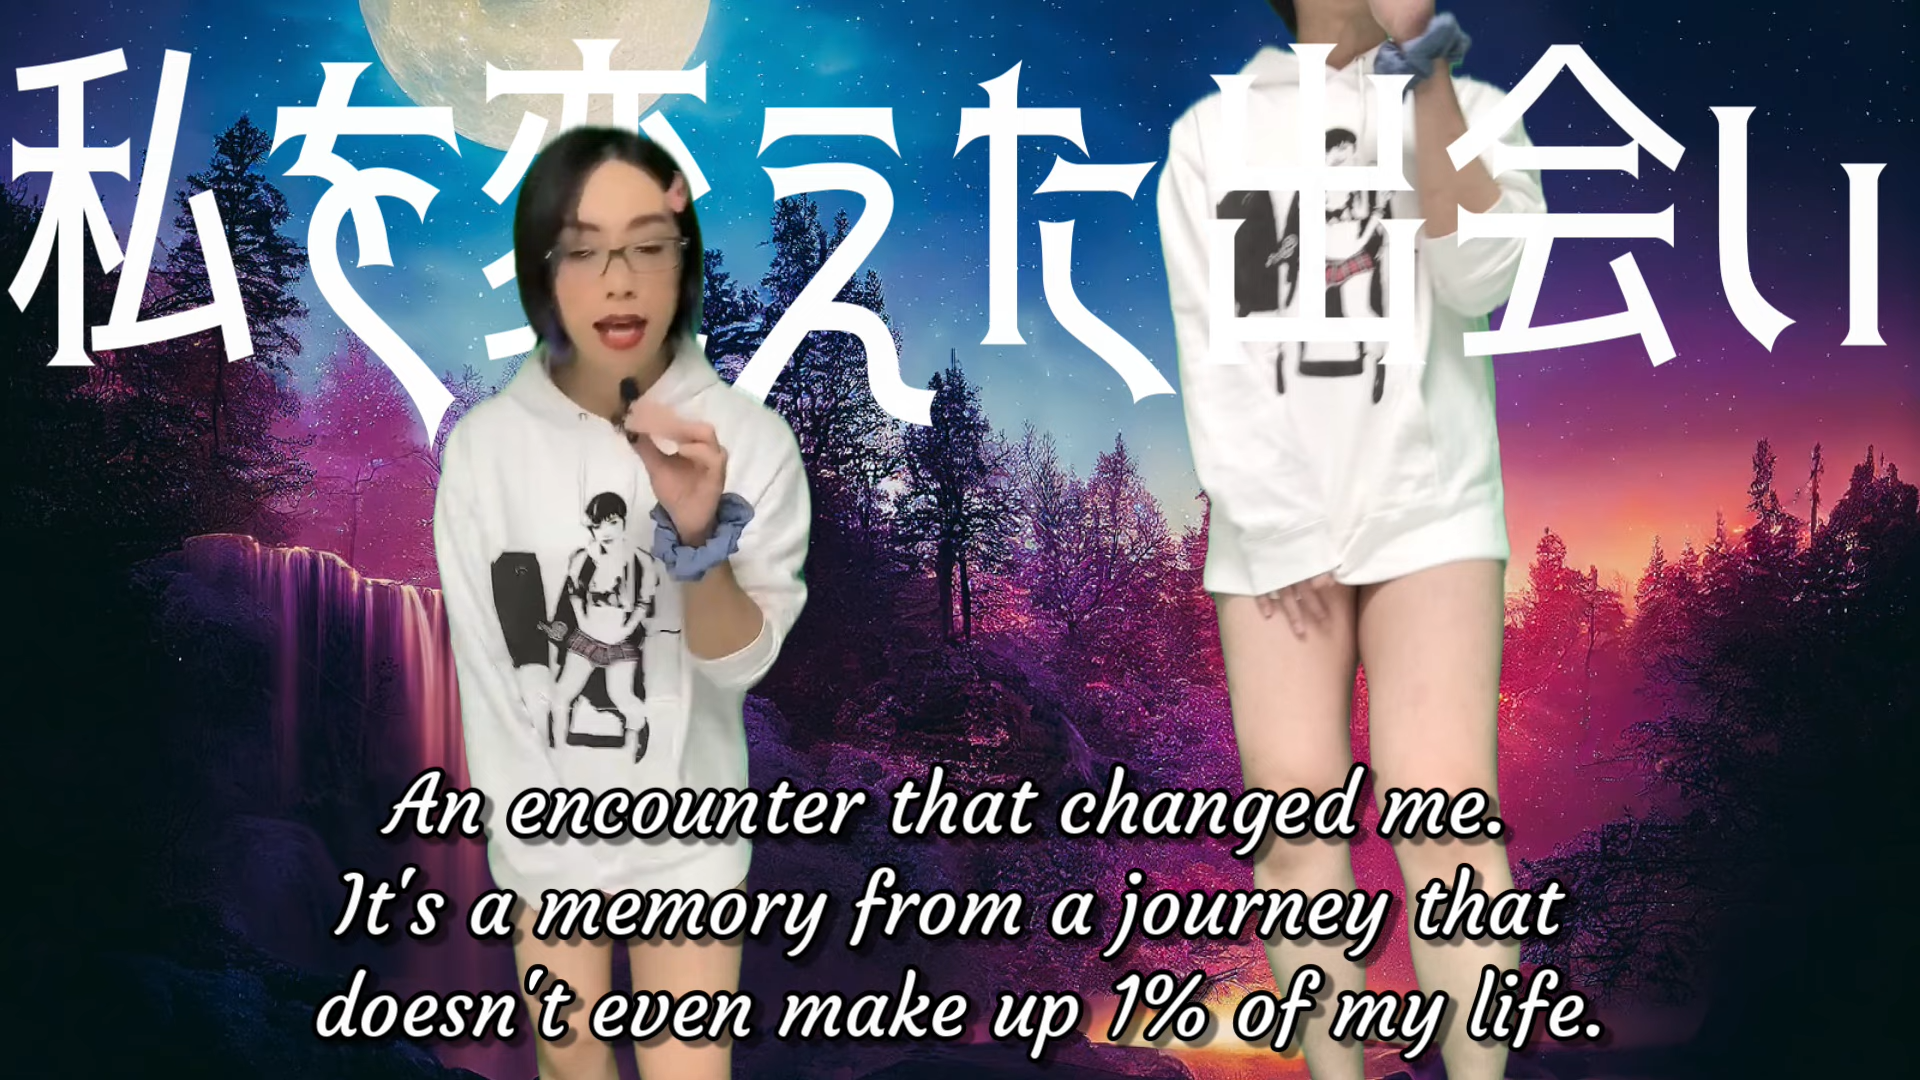 私を変えた出会い
An encounter that changed me.
It's a memory from a journey that
doesn't even make up 1% of my life.